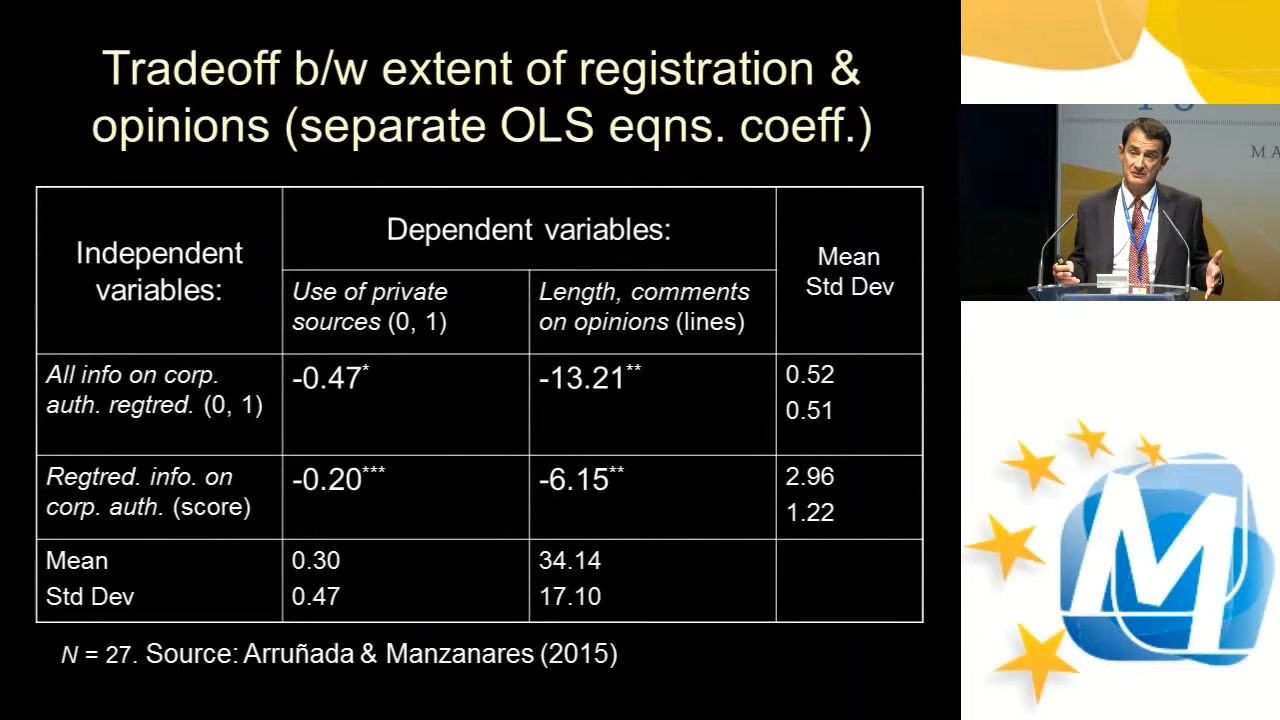 Tradeoff b/w extent of registration &
opinions (separate OLS eqns. coeff.)
Independent
variables:
Dependent variables:
Mean
Std Dev
Use of private
sources (0, 1)
Length, comments
on opinions (lines)
All info on corp.
auth. regtred. (0, 1)
-0.47*
-13.21**
0.52
0.51
Regtred. info. on
corp. auth. (score)
-0.20***
-6.15**
2.96
1.22
Mean
Std Dev
0.30
0.47
34.14
17.10
N = 27. Source: Arruñada & Manzanares (2015)
M A
M